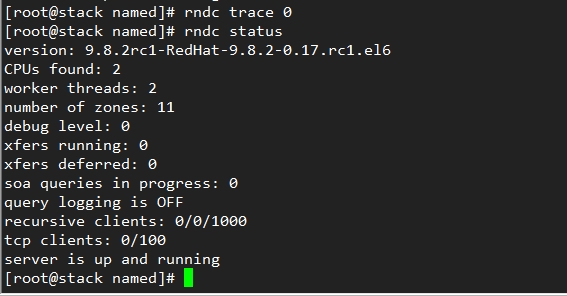 [root@stack named]# rndc trace 0
[root@stack named]# rndc status
version: 9.8.2rc1-RedHat-9.8.2-0.17.rc1.el6
CPUs found: 2
worker threads: 2
number of zones: 11
debug level: 0
xfers running: 0
xfers deferred: 0
soa queries in progress: 0
query logging is OFF
recursive clients: 0/0/1000
tcp clients: 0/100
server is up and running
[root@stack named]#